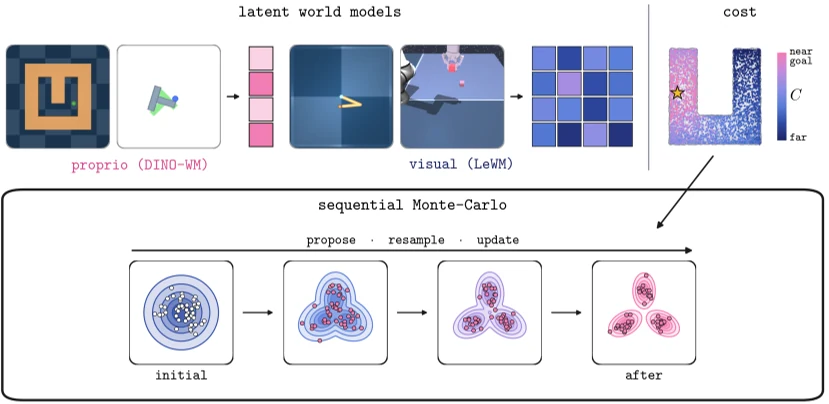 latent world models
cost
near
goal
C
far
proprio (DINO-WM)
visual (LeWM)
sequential Monte-Carlo
propose · resample · update
initial
after